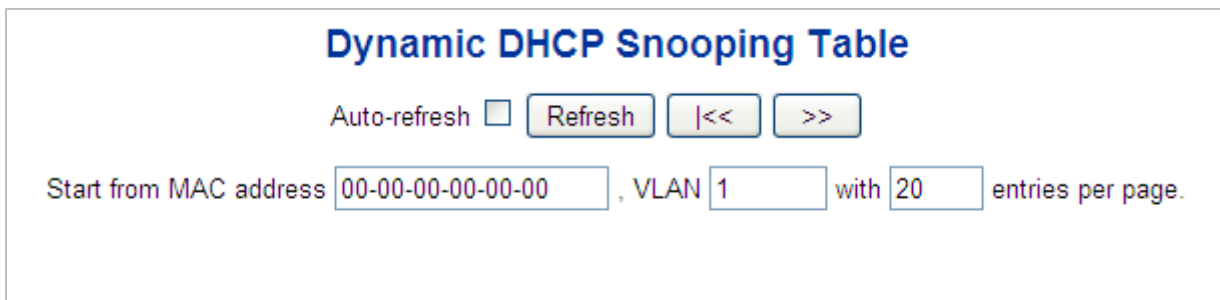 Dynamic DHCP Snooping Table
Auto-refresh Refresh |<< >>
Start from MAC address 00-00-00-00-00-00 , VLAN 1 with 20 entries per page.